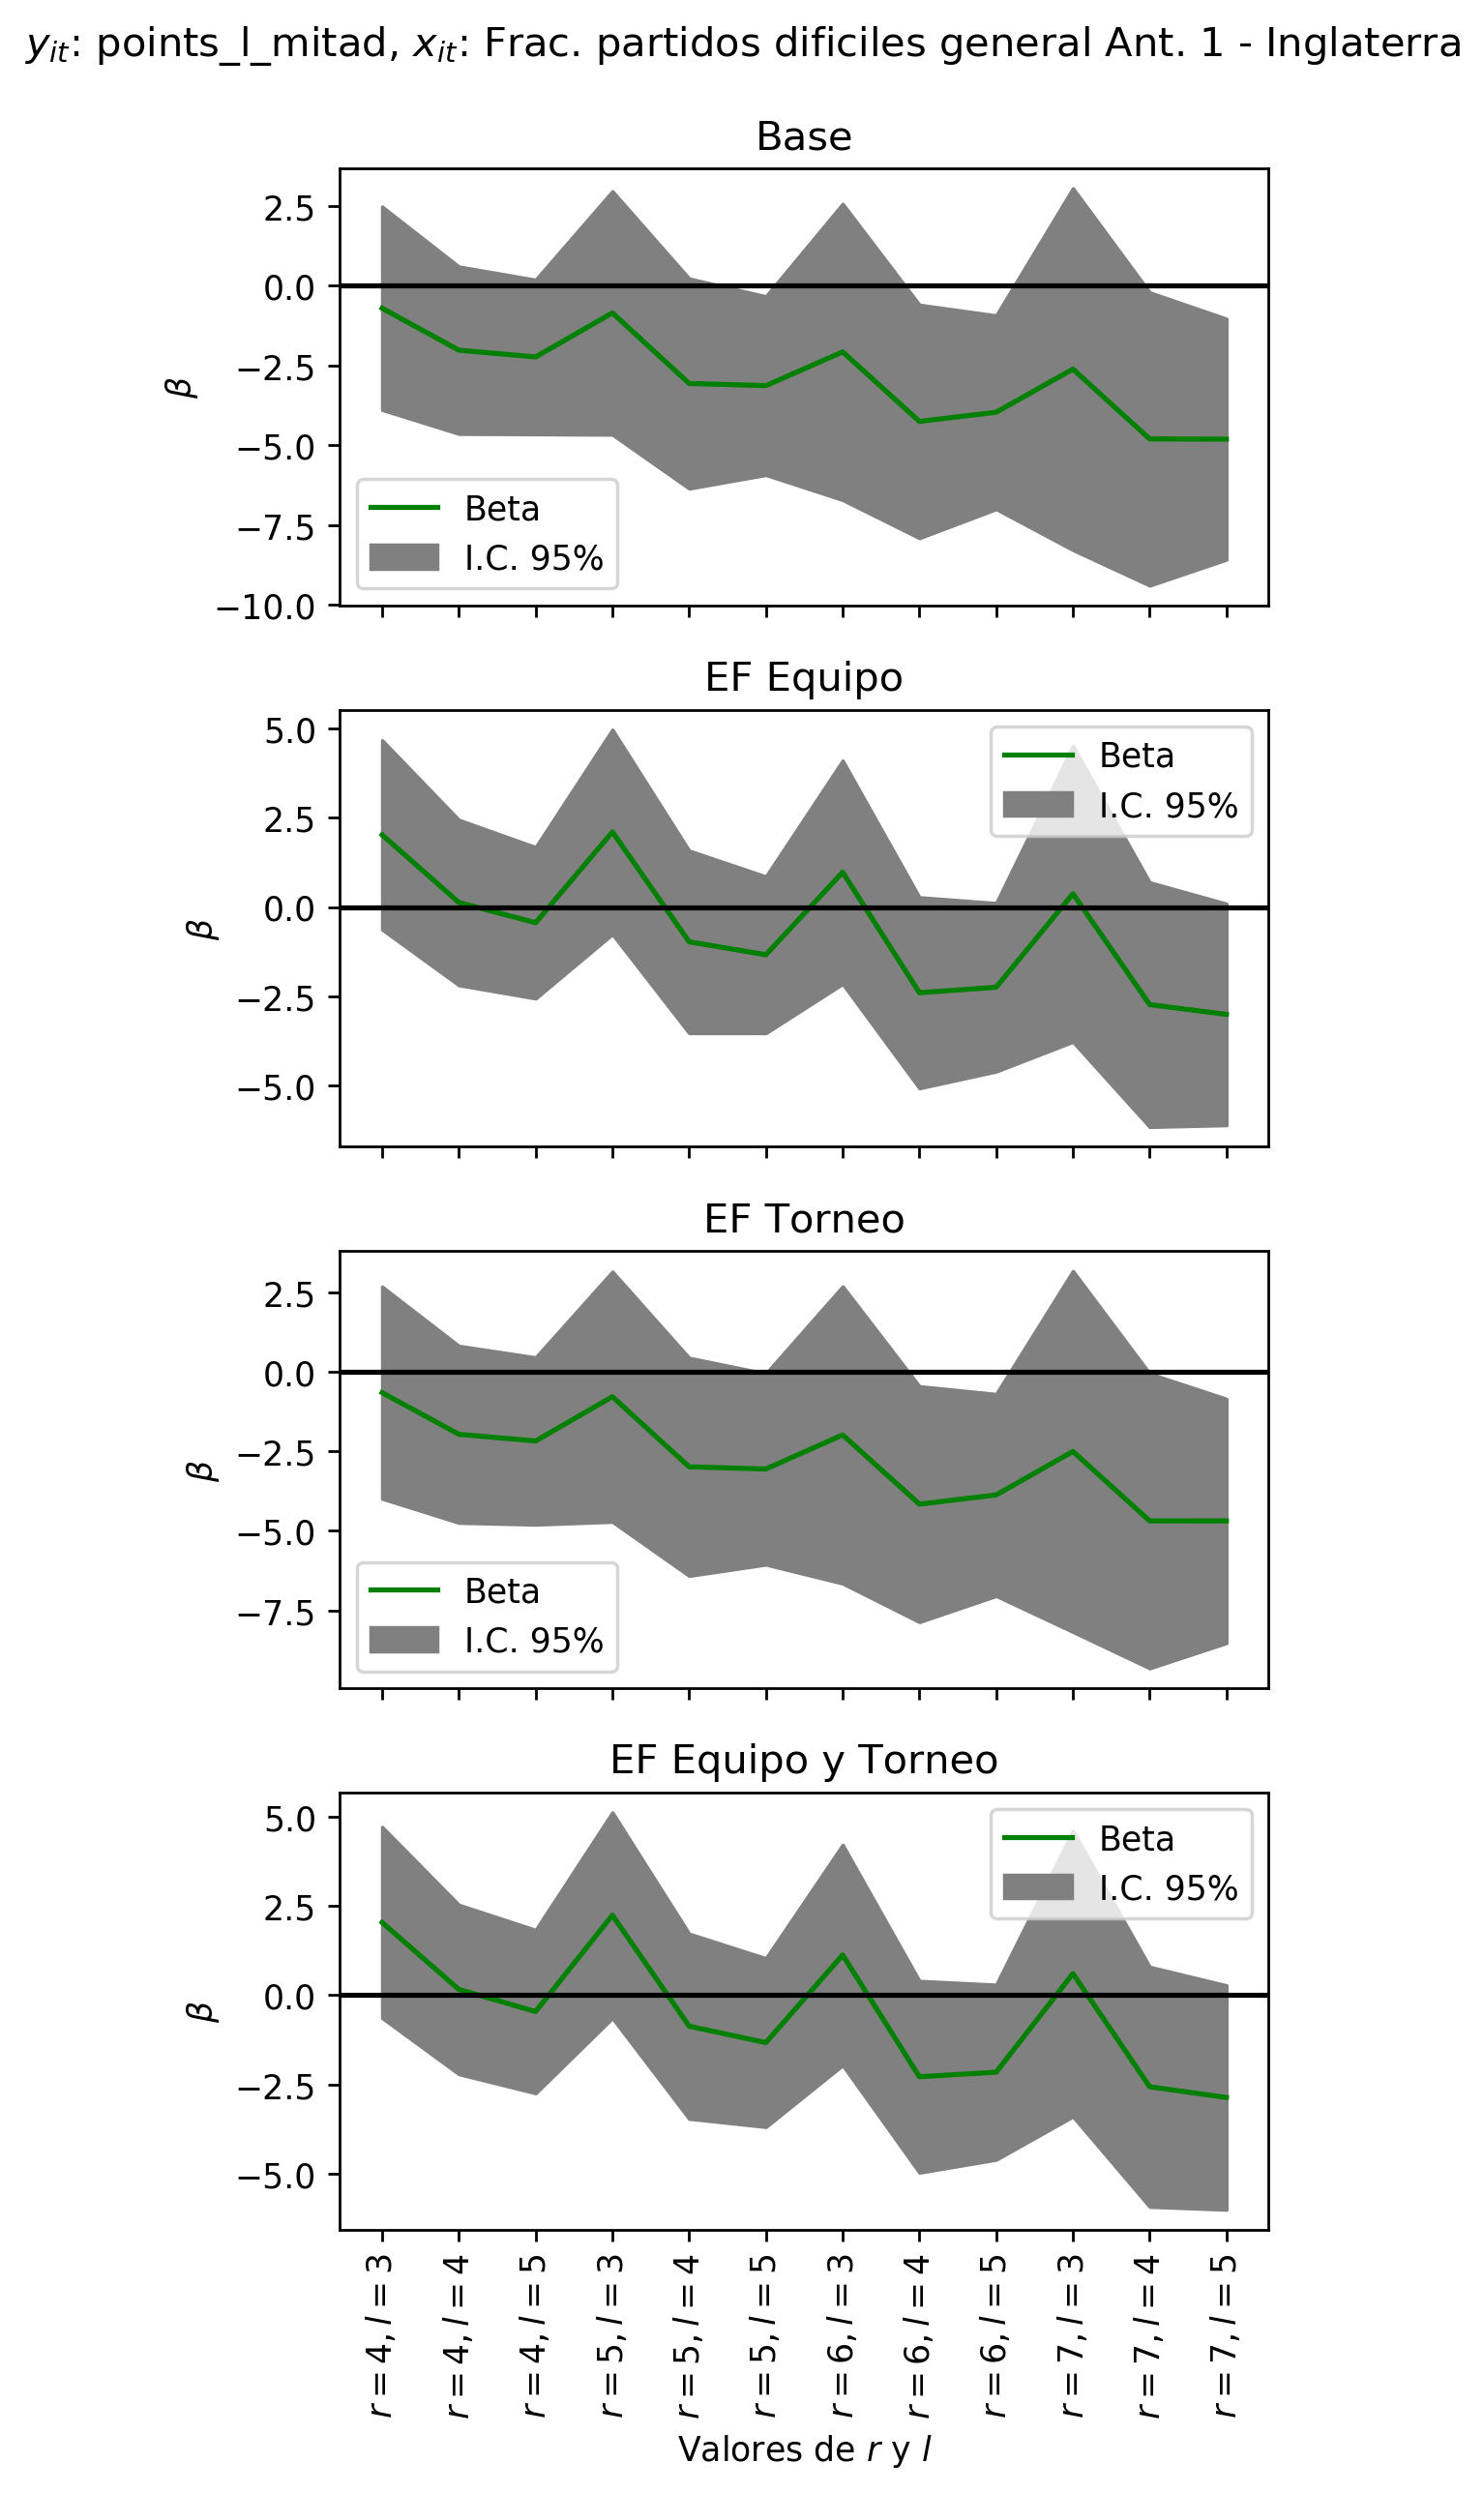 y_it: points_l_mitad, x_it: Frac. partidos dificiles general Ant. 1 - Inglaterra
Base
2.5
0.0
−2.5
−5.0
−7.5
−10.0
β
Beta
I.C. 95%
EF Equipo
5.0
2.5
0.0
−2.5
−5.0
β
Beta
I.C. 95%
EF Torneo
2.5
0.0
−2.5
−5.0
−7.5
β
Beta
I.C. 95%
EF Equipo y Torneo
5.0
2.5
0.0
−2.5
−5.0
β
Beta
I.C. 95%
r = 4, l = 3
r = 4, l = 4
r = 4, l = 5
r = 5, l = 3
r = 5, l = 4
r = 5, l = 5
r = 6, l = 3
r = 6, l = 4
r = 6, l = 5
r = 7, l = 3
r = 7, l = 4
r = 7, l = 5
Valores de r y l